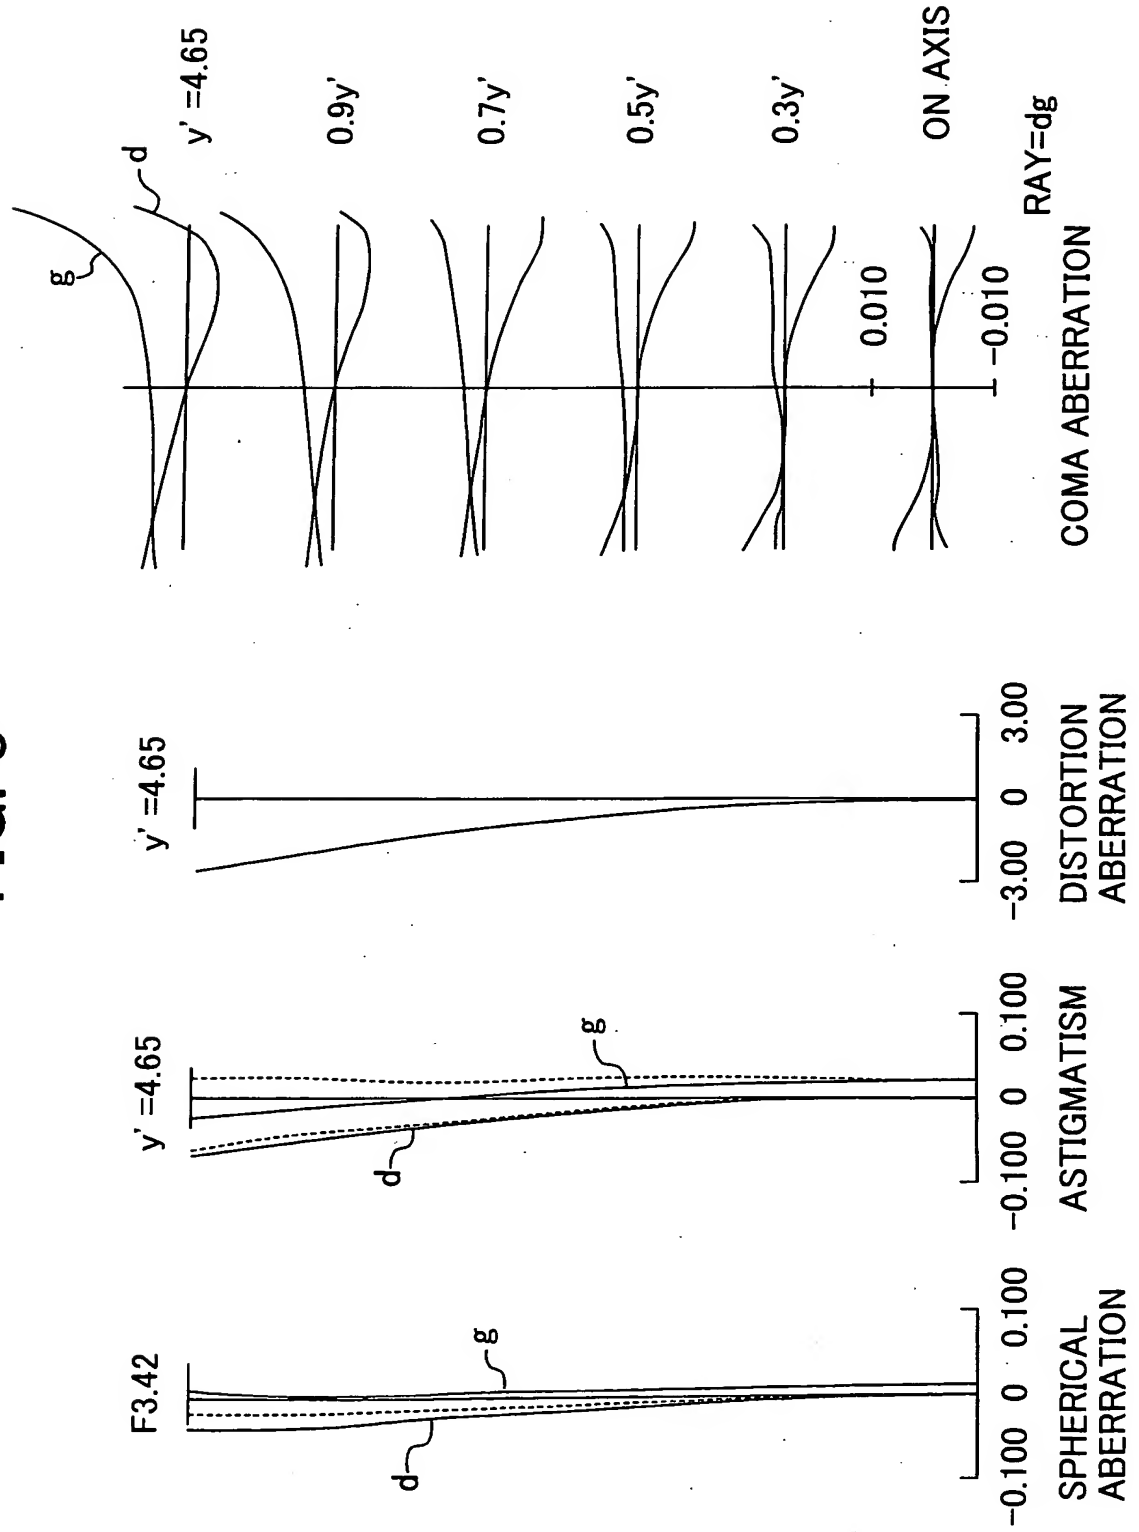 F3.42
g
d
-0.100 0 0.100
SPHERICAL
ABERRATION
y' =4.65
g
d
-0.100 0 0.100
ASTIGMATISM
y' =4.65
-3.00 0 3.00
DISTORTION
ABERRATION
g
d
y' =4.65
0.9y'
0.7y'
0.5y'
0.3y'
0.010
ON AXIS
-0.010
RAY=dg
COMA ABERRATION